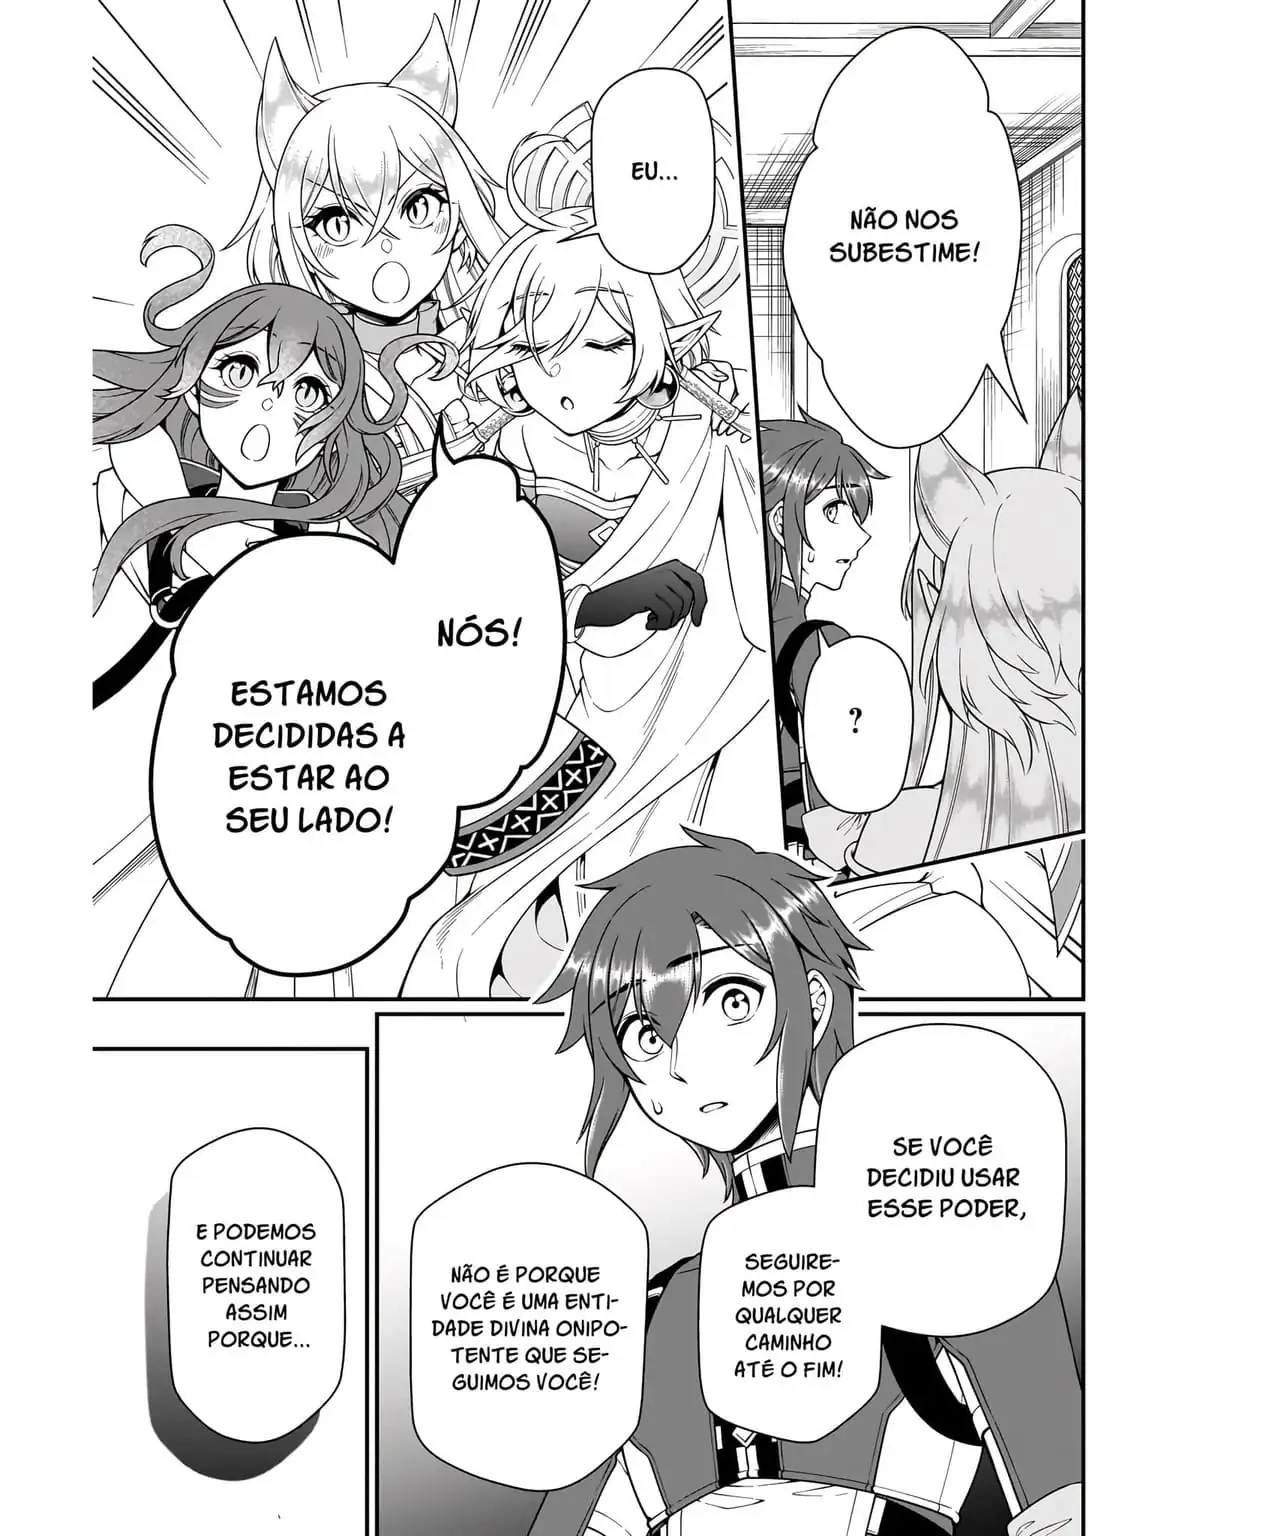 NÃO NOS
SUBESTIME!
?
EU...
NÓS!
ESTAMOS
DECIDIDAS A
ESTAR AO
SEU LADO!
SE VOCÊ
DECIDIU USAR
ESSE PODER,
SEGUIRE-
MOS POR
QUALQUER
CAMINHO
ATÉ O FIM!
NÃO É PORQUE
VOCÊ É UMA ENTI-
DADE DIVINA ONIPO-
TENTE QUE SE-
GUIMOS VOCÊ!
E PODEMOS
CONTINUAR
PENSANDO
ASSIM
PORQUE...